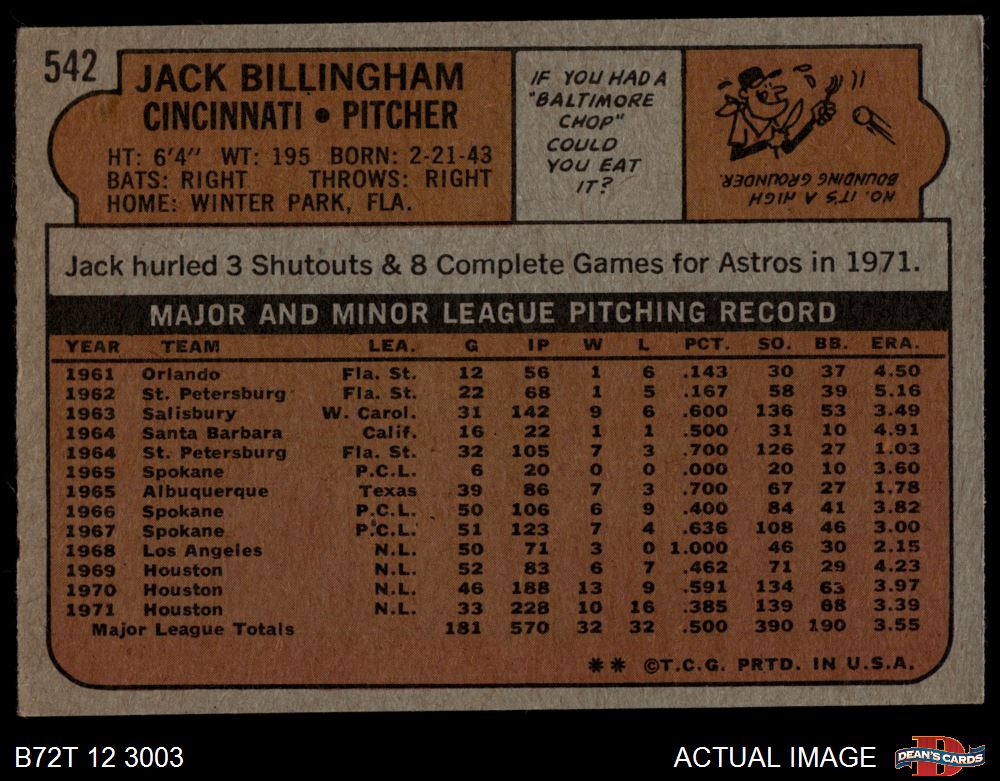 542
JACK BILLINGHAM
CINCINNATI • PITCHER
HT: 6'4" WT: 195 BORN: 2-21-43
BATS: RIGHT THROWS: RIGHT
HOME: WINTER PARK, FLA.
IF YOU HAD A
"BALTIMORE
CHOP"
COULD
YOU EAT
IT?
NO. IT'S A HIGH
BOUNDING GROUNDER.
Jack hurled 3 Shutouts & 8 Complete Games for Astros in 1971.
MAJOR AND MINOR LEAGUE PITCHING RECORD
YEAR TEAM LEA. G IP W L PCT. SO. BB. ERA.
1961 Orlando Fla. St. 12 56 1 6 .143 30 37 4.50
1962 St. Petersburg Fla. St. 22 68 1 5 .167 58 39 5.16
1963 Salisbury W. Carol. 31 142 9 6 .600 136 53 3.49
1964 Santa Barbara Calif. 16 22 1 1 .500 31 10 4.91
1964 St. Petersburg Fla. St. 32 105 7 3 .700 126 27 1.03
1965 Spokane P.C.L. 6 20 0 0 .000 20 10 3.60
1965 Albuquerque Texas 39 86 7 3 .700 67 27 1.78
1966 Spokane P.C.L. 50 106 6 9 .400 84 41 3.82
1967 Spokane P.C.L. 51 123 7 4 .636 108 46 3.00
1968 Los Angeles N.L. 50 71 3 0 1.000 46 30 2.15
1969 Houston N.L. 52 83 6 7 .462 71 29 4.23
1970 Houston N.L. 46 188 13 9 .591 134 63 3.97
1971 Houston N.L. 33 228 10 16 .385 139 68 3.39
Major League Totals 181 570 32 32 .500 390 190 3.55
** ©T.C.G. PRTD. IN U.S.A.
B72T 12 3003
ACTUAL IMAGE
D
DEAN'S CARDS